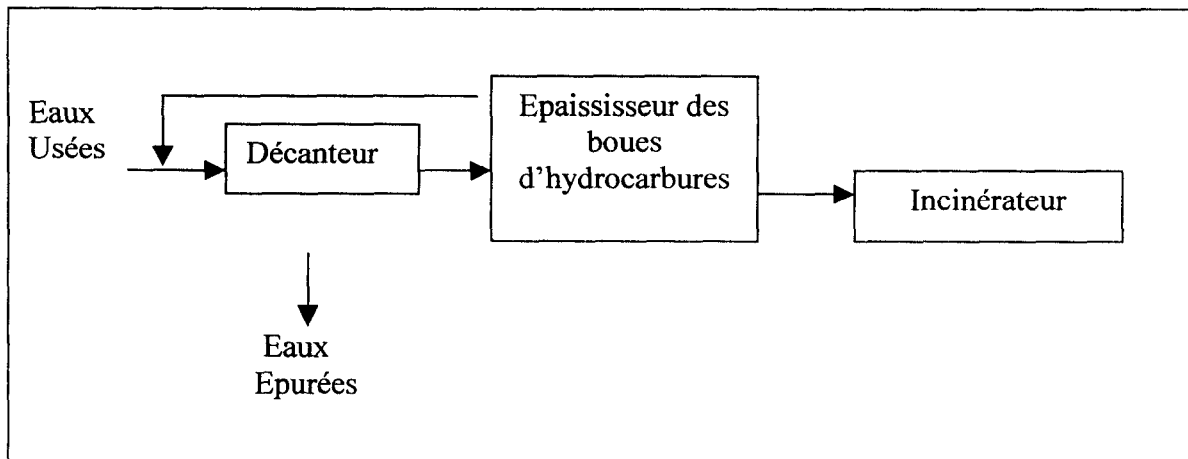 Eaux
Usées
Décanteur
Epaississeur des
boues
d'hydrocarbures
Incinérateur
Eaux
Epurées